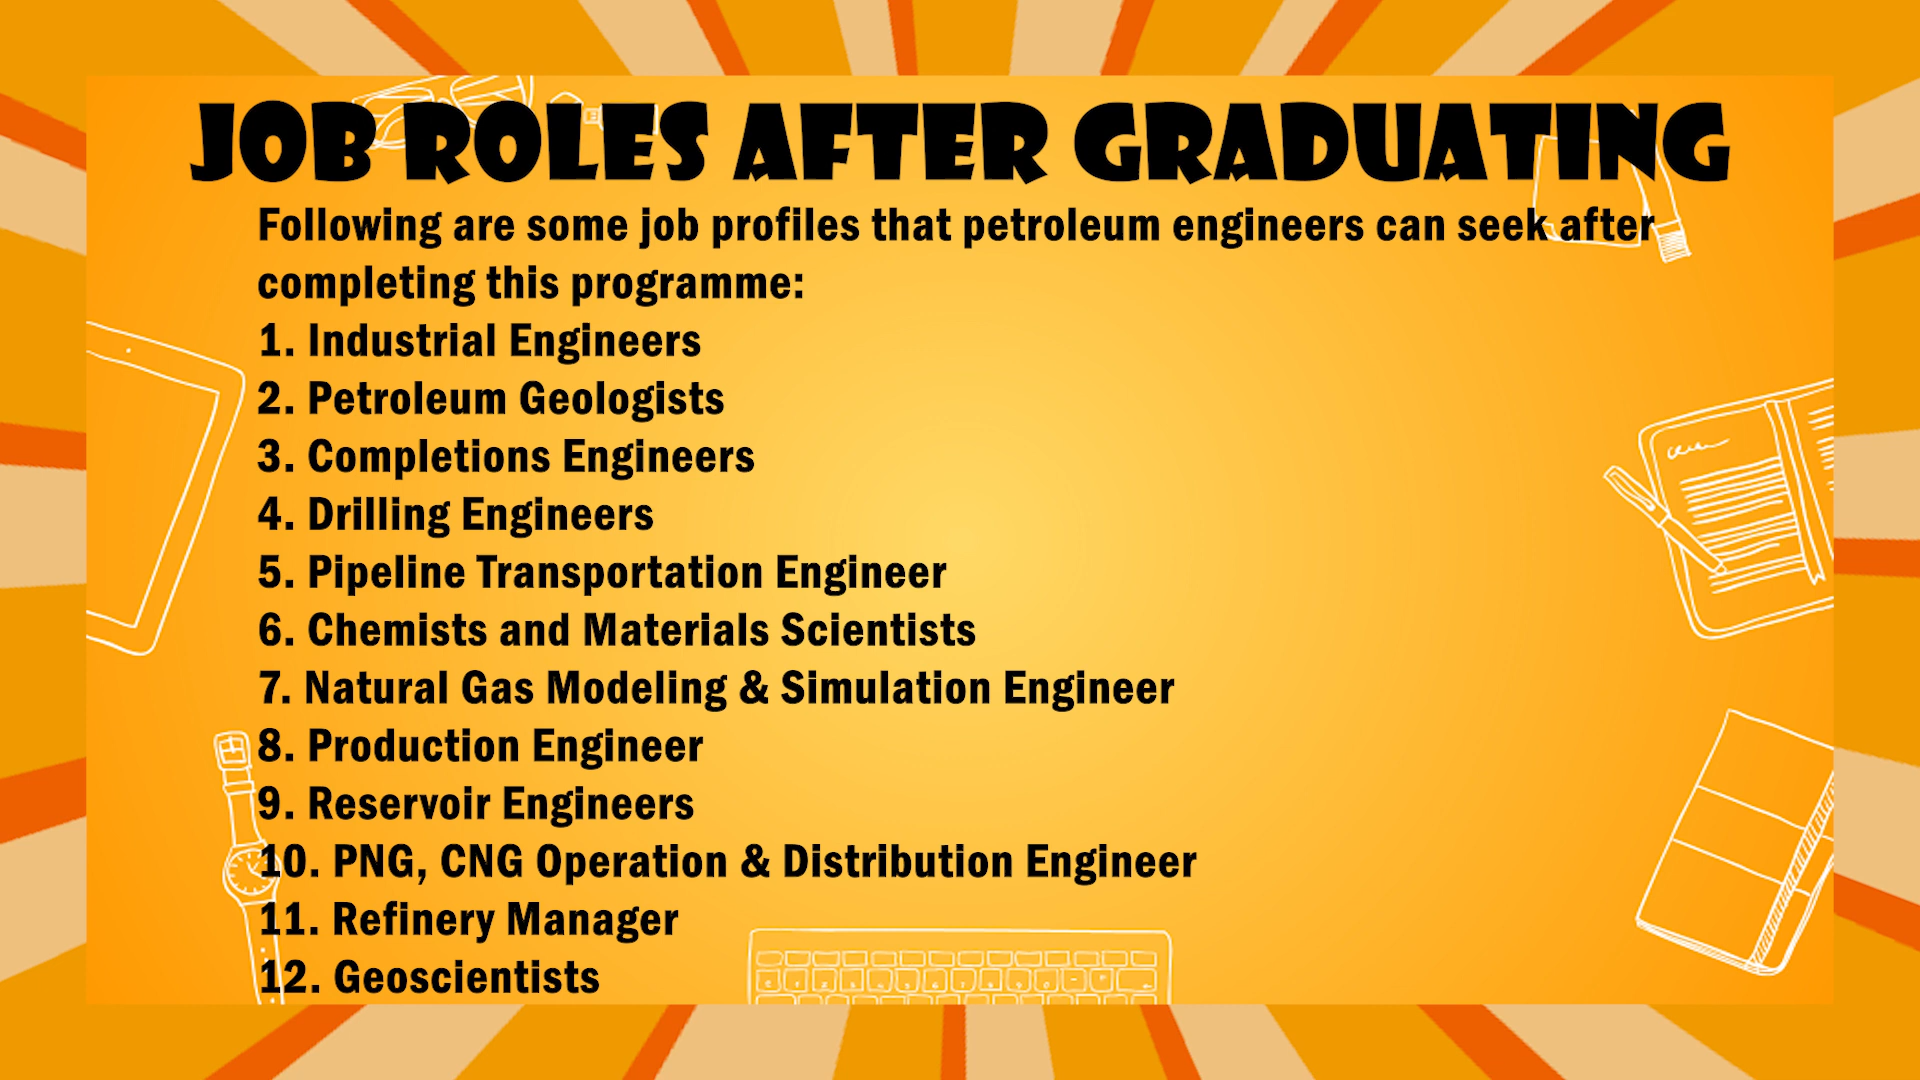 JOB ROLES AFTER GRADUATING
Following are some job profiles that petroleum engineers can seek after
completing this programme:
1. Industrial Engineers
2. Petroleum Geologists
3. Completions Engineers
4. Drilling Engineers
5. Pipeline Transportation Engineer
6. Chemists and Materials Scientists
7. Natural Gas Modeling & Simulation Engineer
8. Production Engineer
9. Reservoir Engineers
10. PNG, CNG Operation & Distribution Engineer
11. Refinery Manager
12. Geoscientists